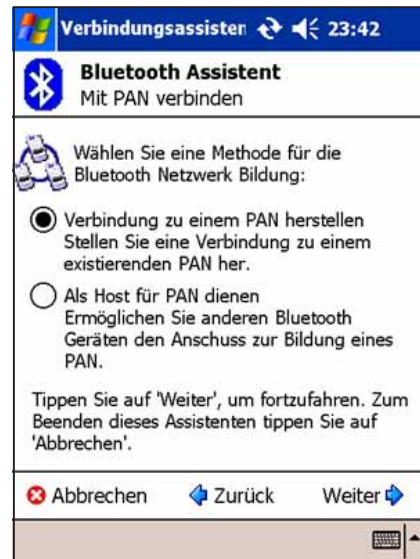 Verbindungsassister 23:42
Bluetooth Assistent
Mit PAN verbinden
Wählen Sie eine Methode für die
Bluetooth Netzwerk Bildung:
Verbindung zu einem PAN herstellen
Stellen Sie eine Verbindung zu einem
existierenden PAN her.
Als Host für PAN dienen
Ermöglichen Sie anderen Bluetooth
Geräten den Anschuss zur Bildung eines
PAN.
Tippen Sie auf 'Weiter', um fortzufahren. Zum
Beenden dieses Assistenten tippen Sie auf
'Abbrechen'.
Abbrechen Zurück Weiter